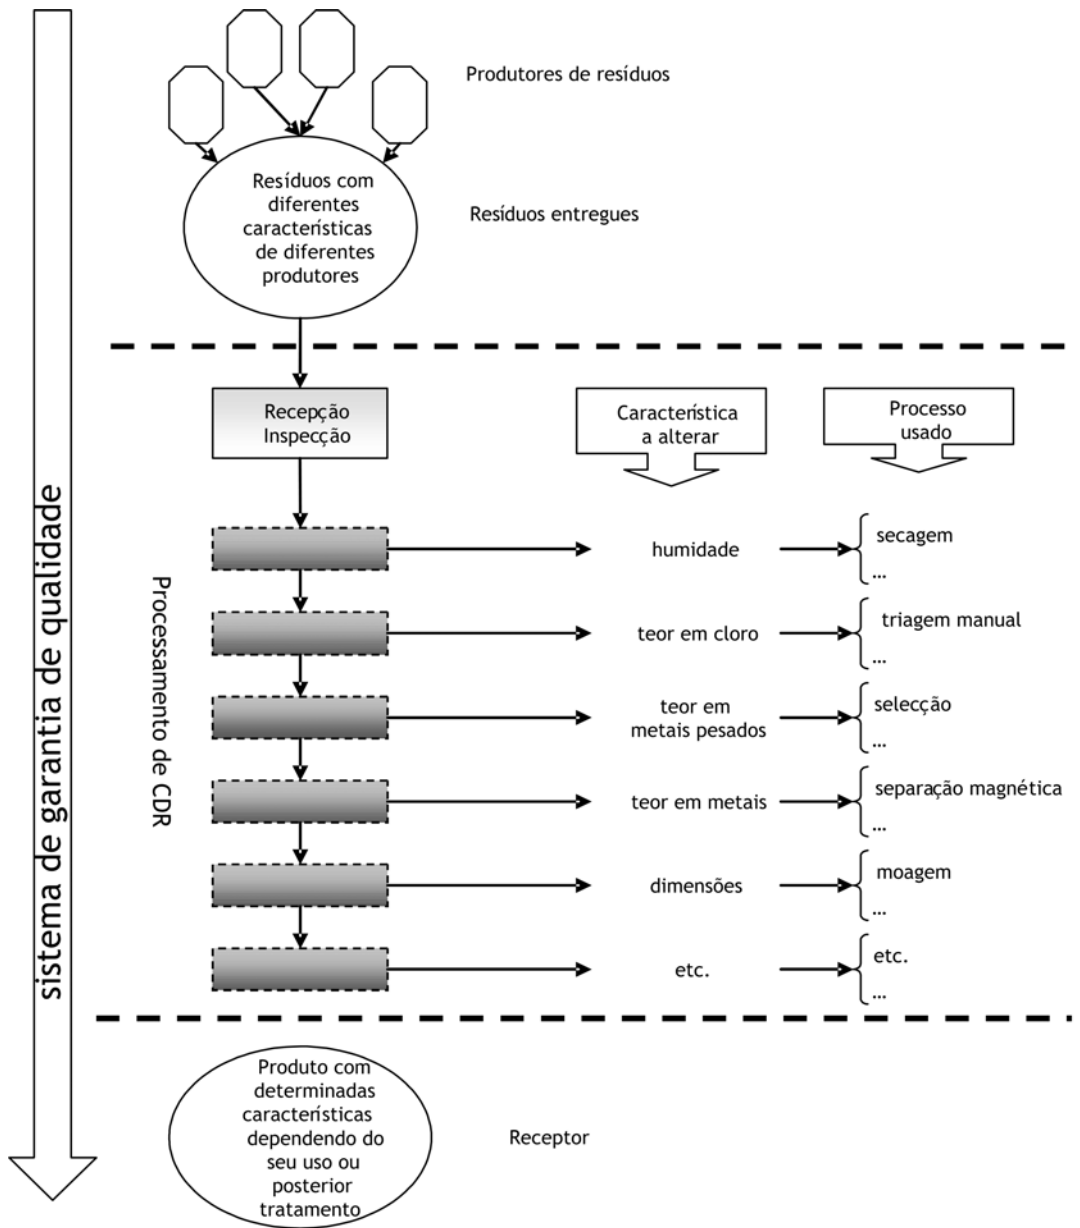 Produtores de resíduos
Resíduos com
diferentes
características
de diferentes
produtores
Resíduos entregues
Recepção
Inspecção
Característica
a alterar
Processo
usado
humidade
secagem
...
teor em cloro
triagem manual
...
teor em
metais pesados
selecção
...
teor em metais
separação magnética
...
dimensões
moagem
...
etc.
etc.
...
Processamento de CDR
sistema de garantia de qualidade
Produto com
determinadas
características
dependendo do
seu uso ou
posterior
tratamento
Receptor